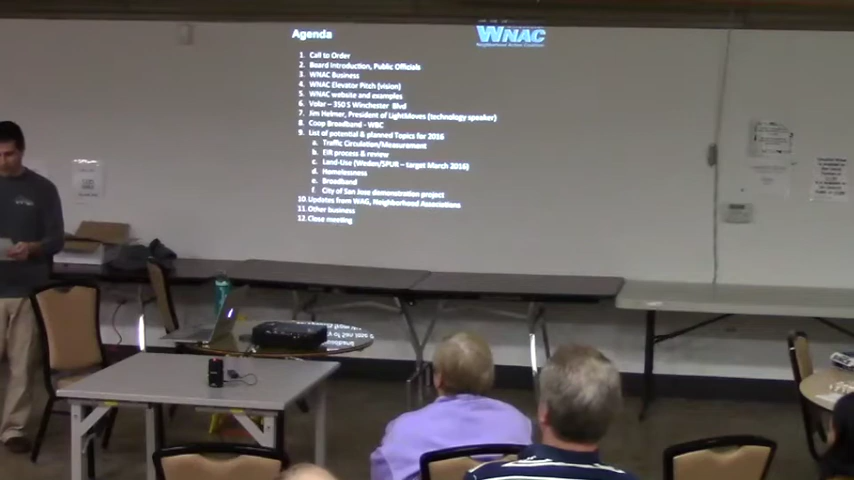 Agenda
WNAC
Neighborhood Action Coalition
1. Call to Order
2. Board Introduction, Public Officials
3. WNAC Business
4. WNAC Elevator Pitch (vision)
5. WNAC website and examples
6. Volar – 350 S Winchester Blvd
7. Jim Helmer, President of LightMoves (technology speaker)
8. Coop Broadband - WBC
9. List of potential & planned Topics for 2016
a. Traffic Circulation/Measurement
b. EIR process & review
c. Land-Use (Weden/SPUR – target March 2016)
d. Homelessness
e. Broadband
f. City of San Jose demonstration project
10. Updates from WAG, Neighborhood Associations
11. Other business
12. Close meeting